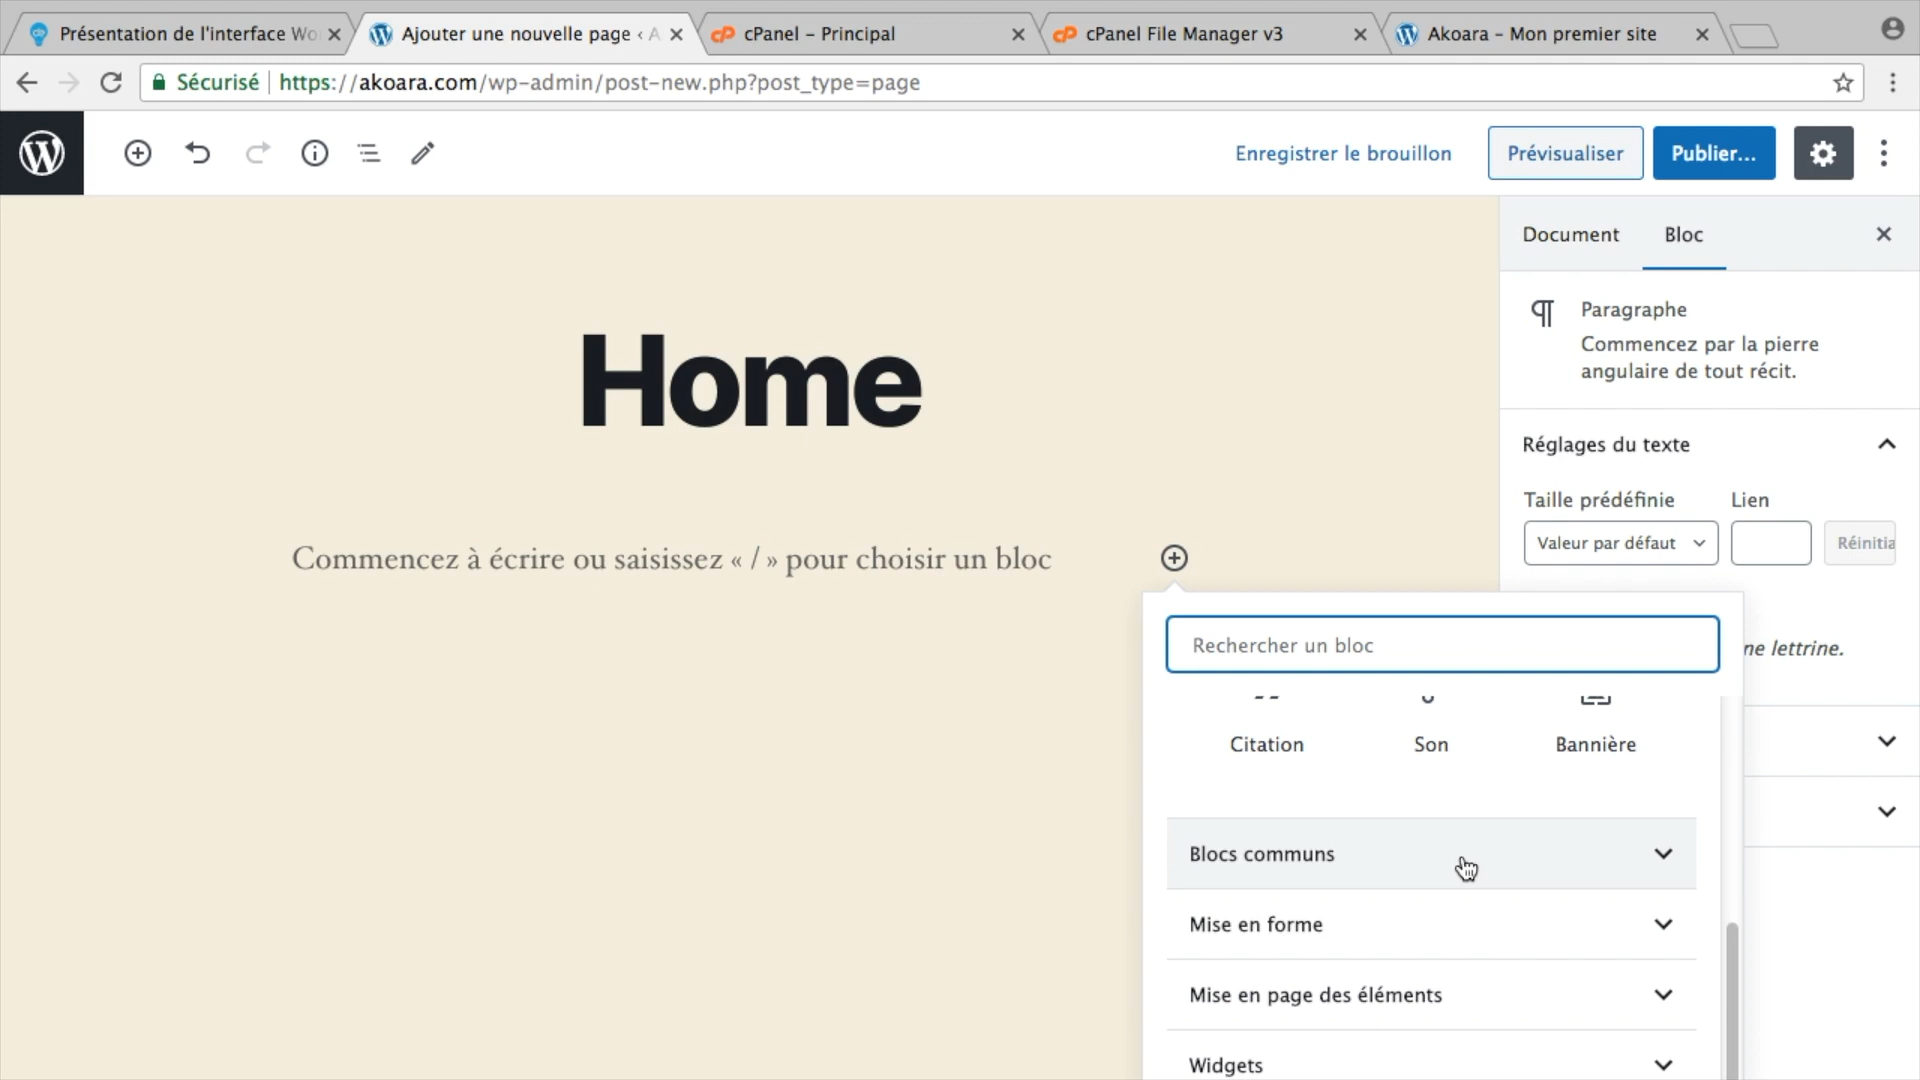 Présentation de l'interface Wo
Ajouter une nouvelle page ‹ A
cPanel – Principal
cPanel File Manager v3
Akoara – Mon premier site
Sécurisé
https://akoara.com/wp-admin/post-new.php?post_type=page
Enregistrer le brouillon
Prévisualiser
Publier...
Document
Bloc
Paragraphe
Commencez par la pierre
angulaire de tout récit.
Home
Réglages du texte
Taille prédéfinie
Lien
Valeur par défaut
Réinitia
Commencez à écrire ou saisissez « / » pour choisir un bloc
Rechercher un bloc
ne lettrine.
Citation
Son
Bannière
Blocs communs
Mise en forme
Mise en page des éléments
Widgets